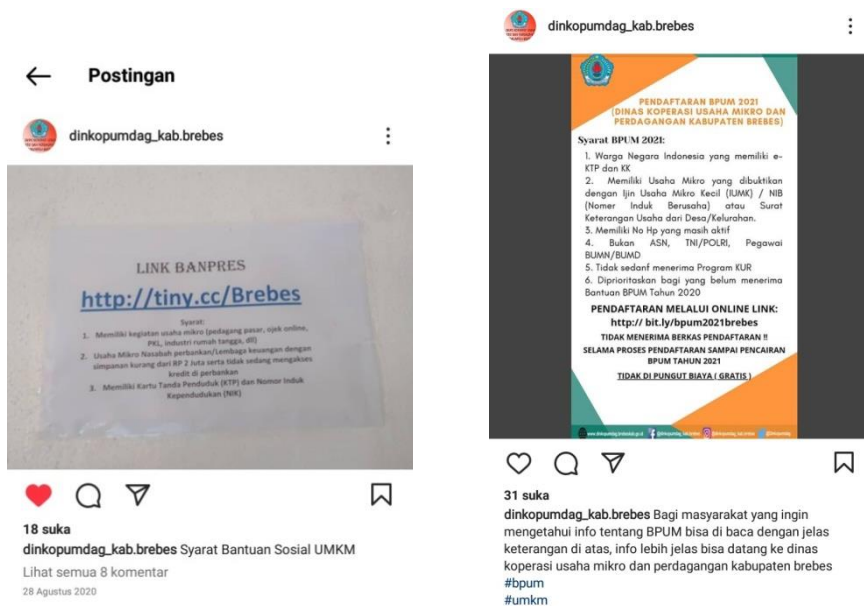 Postingan
dinkopumdag_kab.brebes
LINK BANPRES
http://tiny.cc/Brebes
Syarat:
1. Memiliki kegiatan usaha mikro (pedagang pasar, ojek online,
PKL, industri rumah tangga, dll)
2. Usaha Mikro Nasabah perbankan/Lembaga keuangan dengan
simpanan kurang dari RP 2 Juta serta tidak sedang mengakses
kredit di perbankan
3. Memiliki Kartu Tanda Penduduk (KTP) dan Nomor Induk
Kependudukan (NIK)
18 suka
dinkopumdag_kab.brebes Syarat Bantuan Sosial UMKM
Lihat semua 8 komentar
28 Agustus 2020
dinkopumdag_kab.brebes
PENDAFTARAN BPUM 2021
(DINAS KOPERASI USAHA MIKRO DAN
PERDAGANGAN KABUPATEN BREBES)
Syarat BPUM 2021:
1. Warga Negara Indonesia yang memiliki e-
KTP dan KK
2. Memiliki Usaha Mikro yang dibuktikan
dengan Ijin Usaha Mikro Kecil (IUMK) / NIB
(Nomer Induk Berusaha) atau Surat
Keterangan Usaha dari Desa/Kelurahan.
3. Memiliki No Hp yang masih aktif
4. Bukan ASN, TNI/POLRI, Pegawai
BUMN/BUMD
5. Tidak sedanf menerima Program KUR
6. Diprioritaskan bagi yang belum menerima
Bantuan BPUM Tahun 2020
PENDAFTARAN MELALUI ONLINE LINK:
http:// bit.ly/bpum2021brebes
TIDAK MENERIMA BERKAS PENDAFTARAN !!
SELAMA PROSES PENDAFTARAN SAMPAI PENCAIRAN
BPUM TAHUN 2021
TIDAK DI PUNGUT BIAYA ( GRATIS )
31 suka
dinkopumdag_kab.brebes Bagi masyarakat yang ingin
mengetahui info tentang BPUM bisa di baca dengan jelas
keterangan di atas, info lebih jelas bisa datang ke dinas
koperasi usaha mikro dan perdagangan kabupaten brebes
#bpum
#umkm